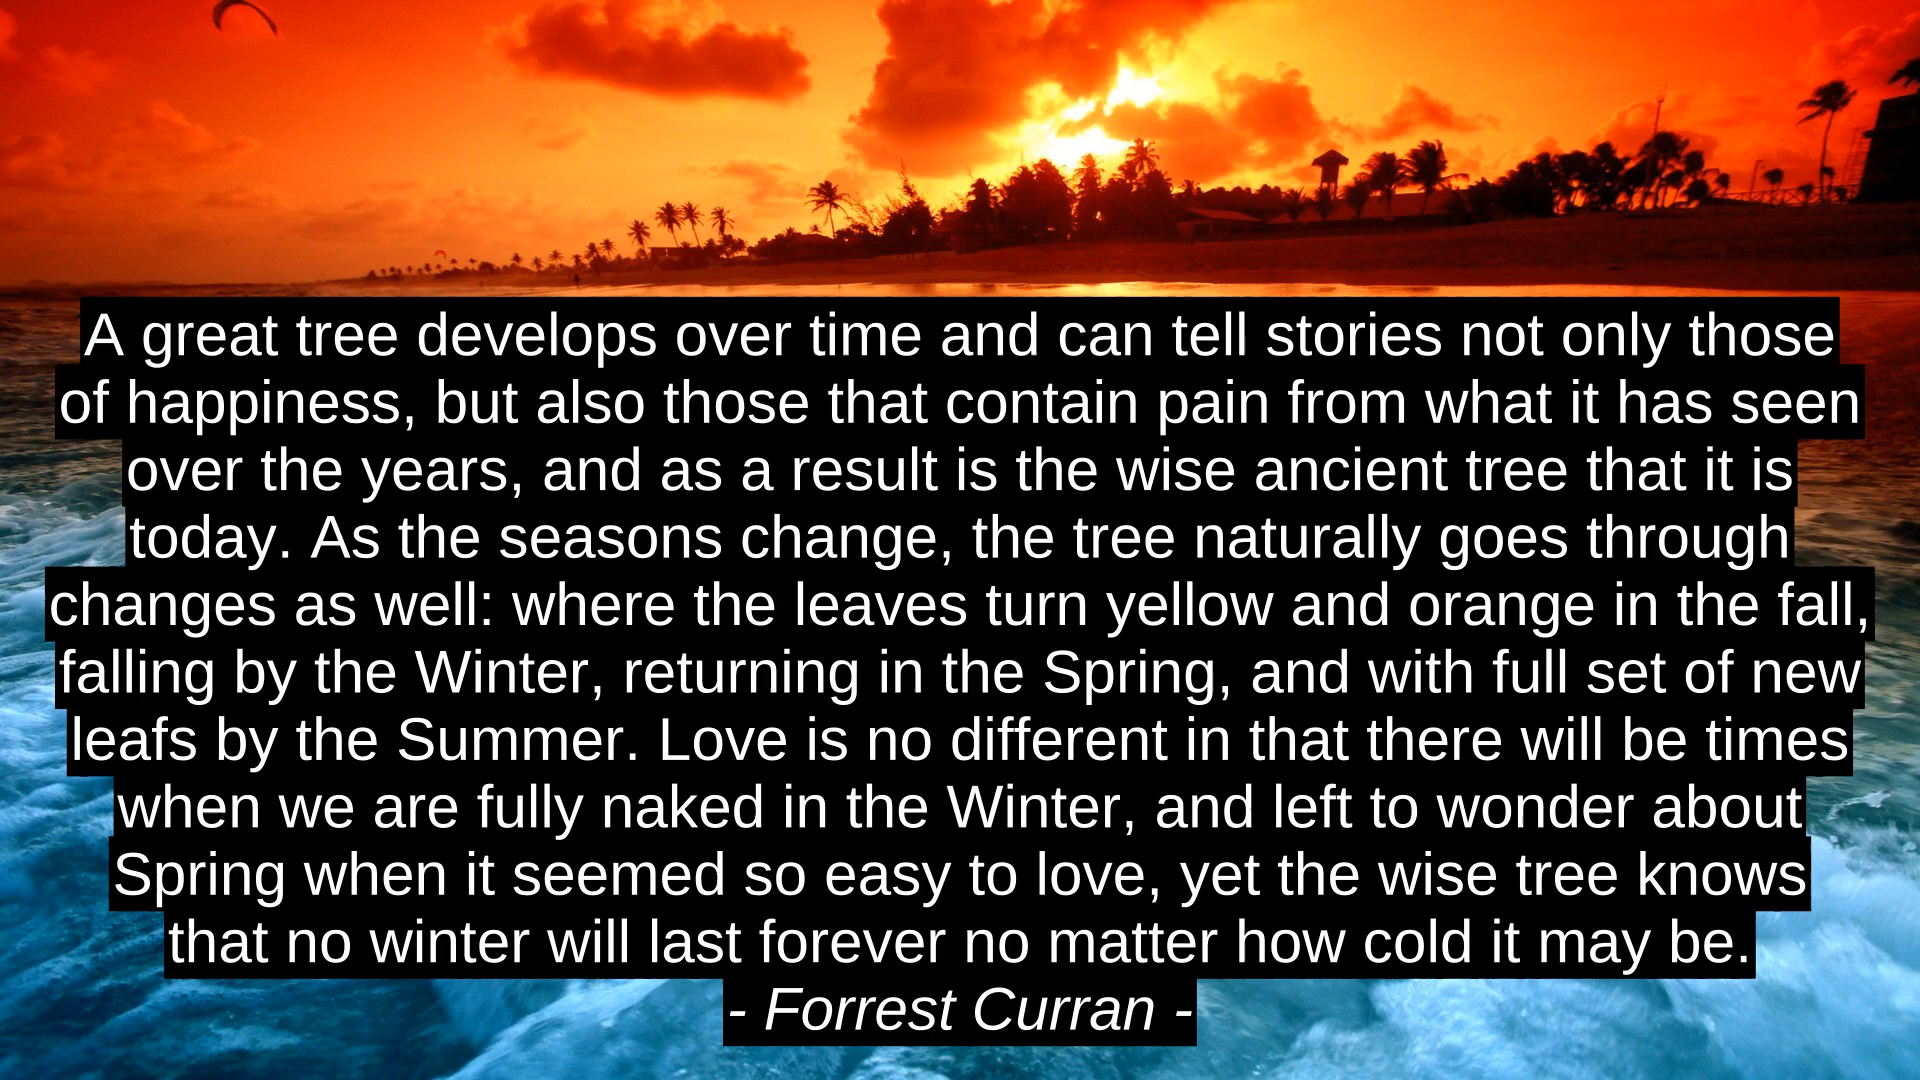 A great tree develops over time and can tell stories not only those
of happiness, but also those that contain pain from what it has seen
over the years, and as a result is the wise ancient tree that it is
today. As the seasons change, the tree naturally goes through
changes as well: where the leaves turn yellow and orange in the fall,
falling by the Winter, returning in the Spring, and with full set of new
leafs by the Summer. Love is no different in that there will be times
when we are fully naked in the Winter, and left to wonder about
Spring when it seemed so easy to love, yet the wise tree knows
that no winter will last forever no matter how cold it may be.
- Forrest Curran -